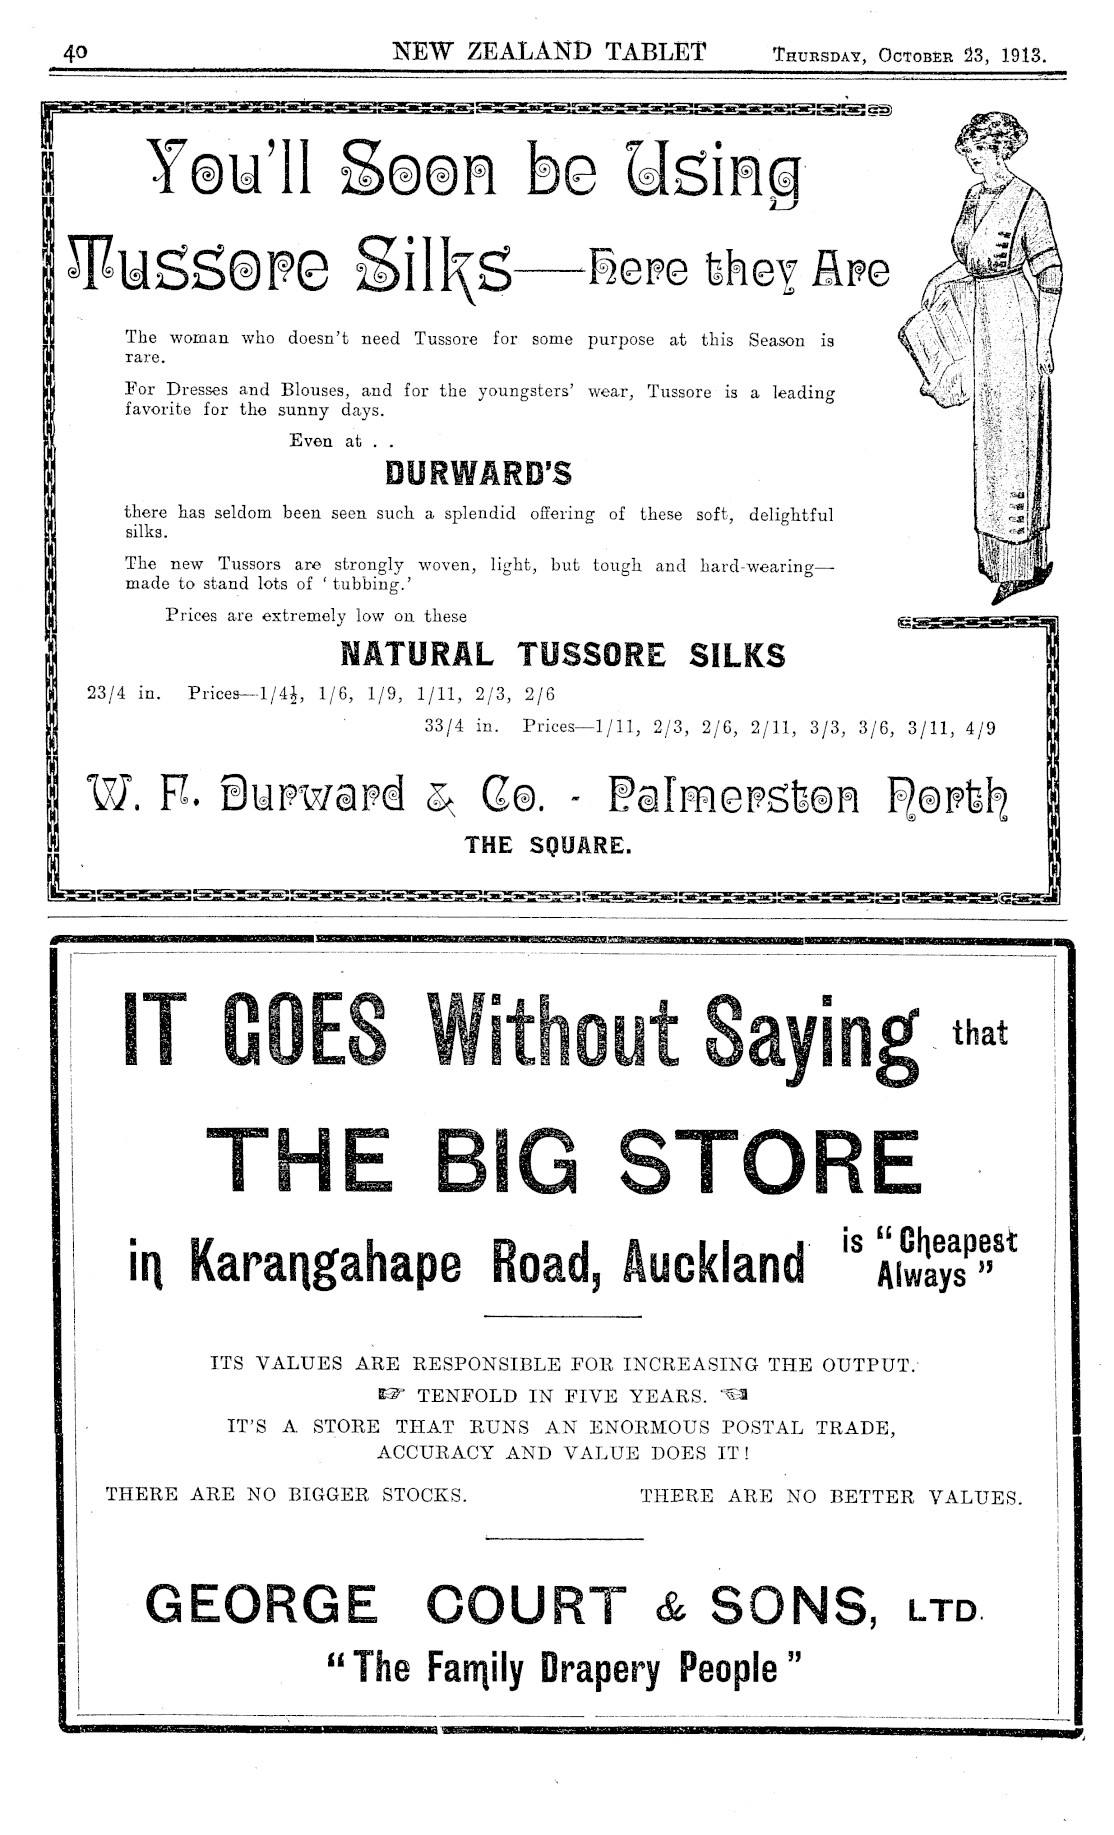 40 NEW ZEALAND TABLET Thursday, October 23, 1913.
You'll Soon be Using
Tussore Silks—Here they Are
The woman who doesn't need Tussore for some purpose at this Season is
rare.
For Dresses and Blouses, and for the youngsters' wear, Tussore is a leading
favorite for the sunny days.
Even at . .
DURWARD'S
there has seldom been seen such a splendid offering of these soft, delightful
silks.
The new Tussors are strongly woven, light, but tough and hard-wearing—
made to stand lots of ' tubbing.'
Prices are extremely low on these
NATURAL TUSSORE SILKS
23/4 in. Prices—1/4½, 1/6, 1/9, 1/11, 2/3, 2/6
33/4 in. Prices—1/11, 2/3, 2/6, 2/11, 3/3, 3/6, 3/11, 4/9
W. F. Durward & Co. - Palmerston North
THE SQUARE.
IT GOES Without Saying that
THE BIG STORE
in Karangahape Road, Auckland is "Cheapest
Always"
ITS VALUES ARE RESPONSIBLE FOR INCREASING THE OUTPUT.
☞ TENFOLD IN FIVE YEARS. ☜
IT'S A STORE THAT RUNS AN ENORMOUS POSTAL TRADE,
ACCURACY AND VALUE DOES IT!
THERE ARE NO BIGGER STOCKS. THERE ARE NO BETTER VALUES.
GEORGE COURT & SONS, LTD.
"The Family Drapery People"